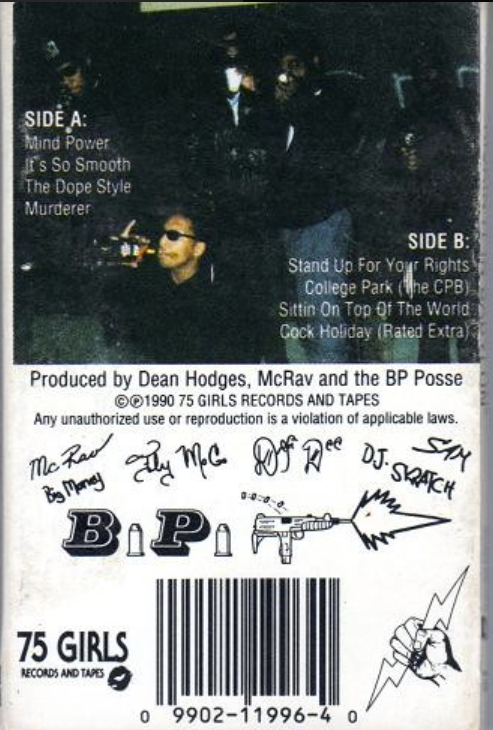 SIDE A:
Mind Power
It's So Smooth
The Dope Style
Murderer
SIDE B:
Stand Up For Your Rights
College Park (The CPB)
Sittin On Top Of The World
Cock Holiday (Rated Extra)
Produced by Dean Hodges, McRav and the BP Posse
©℗1990 75 GIRLS RECORDS AND TAPES
Any unauthorized use or reproduction is a violation of applicable laws.
Mc Rav
Big Money
Def Dee
D.J.
SKRATCH
B P
75 GIRLS
RECORDS AND TAPES
0 9902-11996-4 0